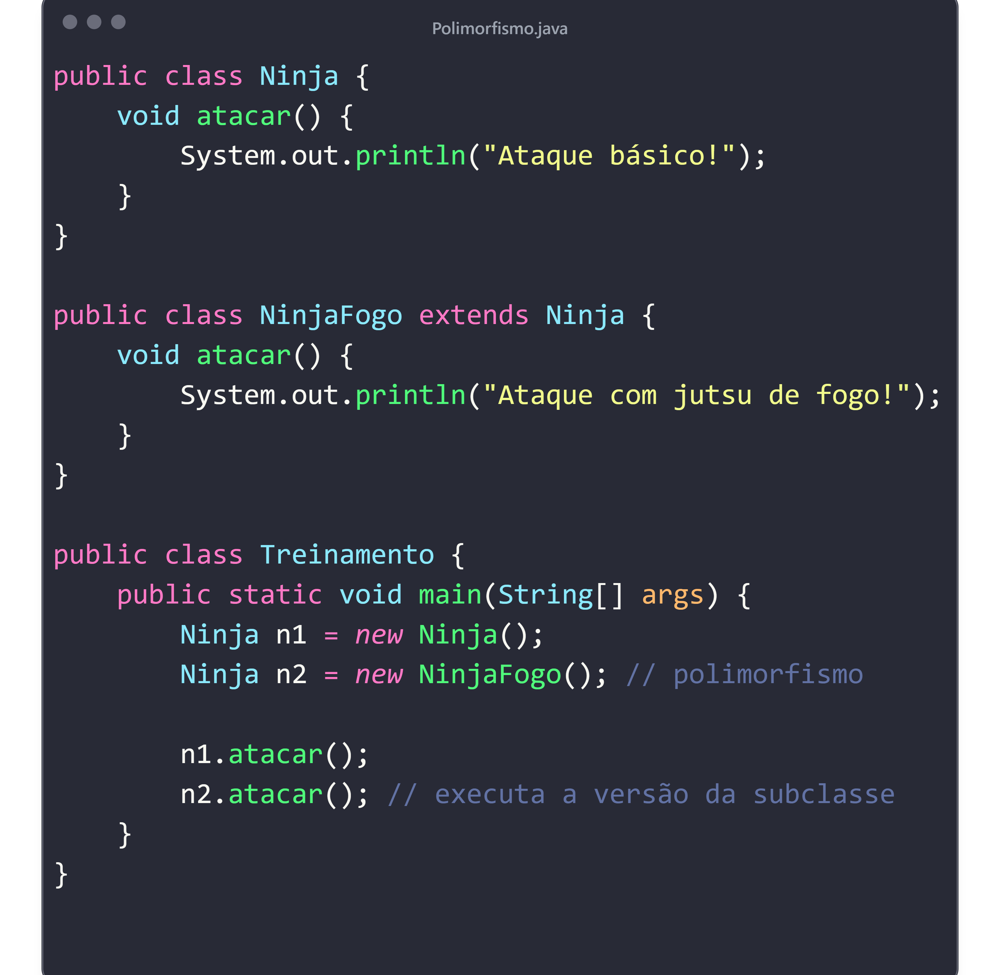 Polimorfismo.java
public class Ninja {
    void atacar() {
        System.out.println("Ataque básico!");
    }
}
public class NinjaFogo extends Ninja {
    void atacar() {
        System.out.println("Ataque com jutsu de fogo!");
    }
}
public class Treinamento {
    public static void main(String[] args) {
        Ninja n1 = new Ninja();
        Ninja n2 = new NinjaFogo(); // polimorfismo
        n1.atacar();
        n2.atacar(); // executa a versão da subclasse
    }
}